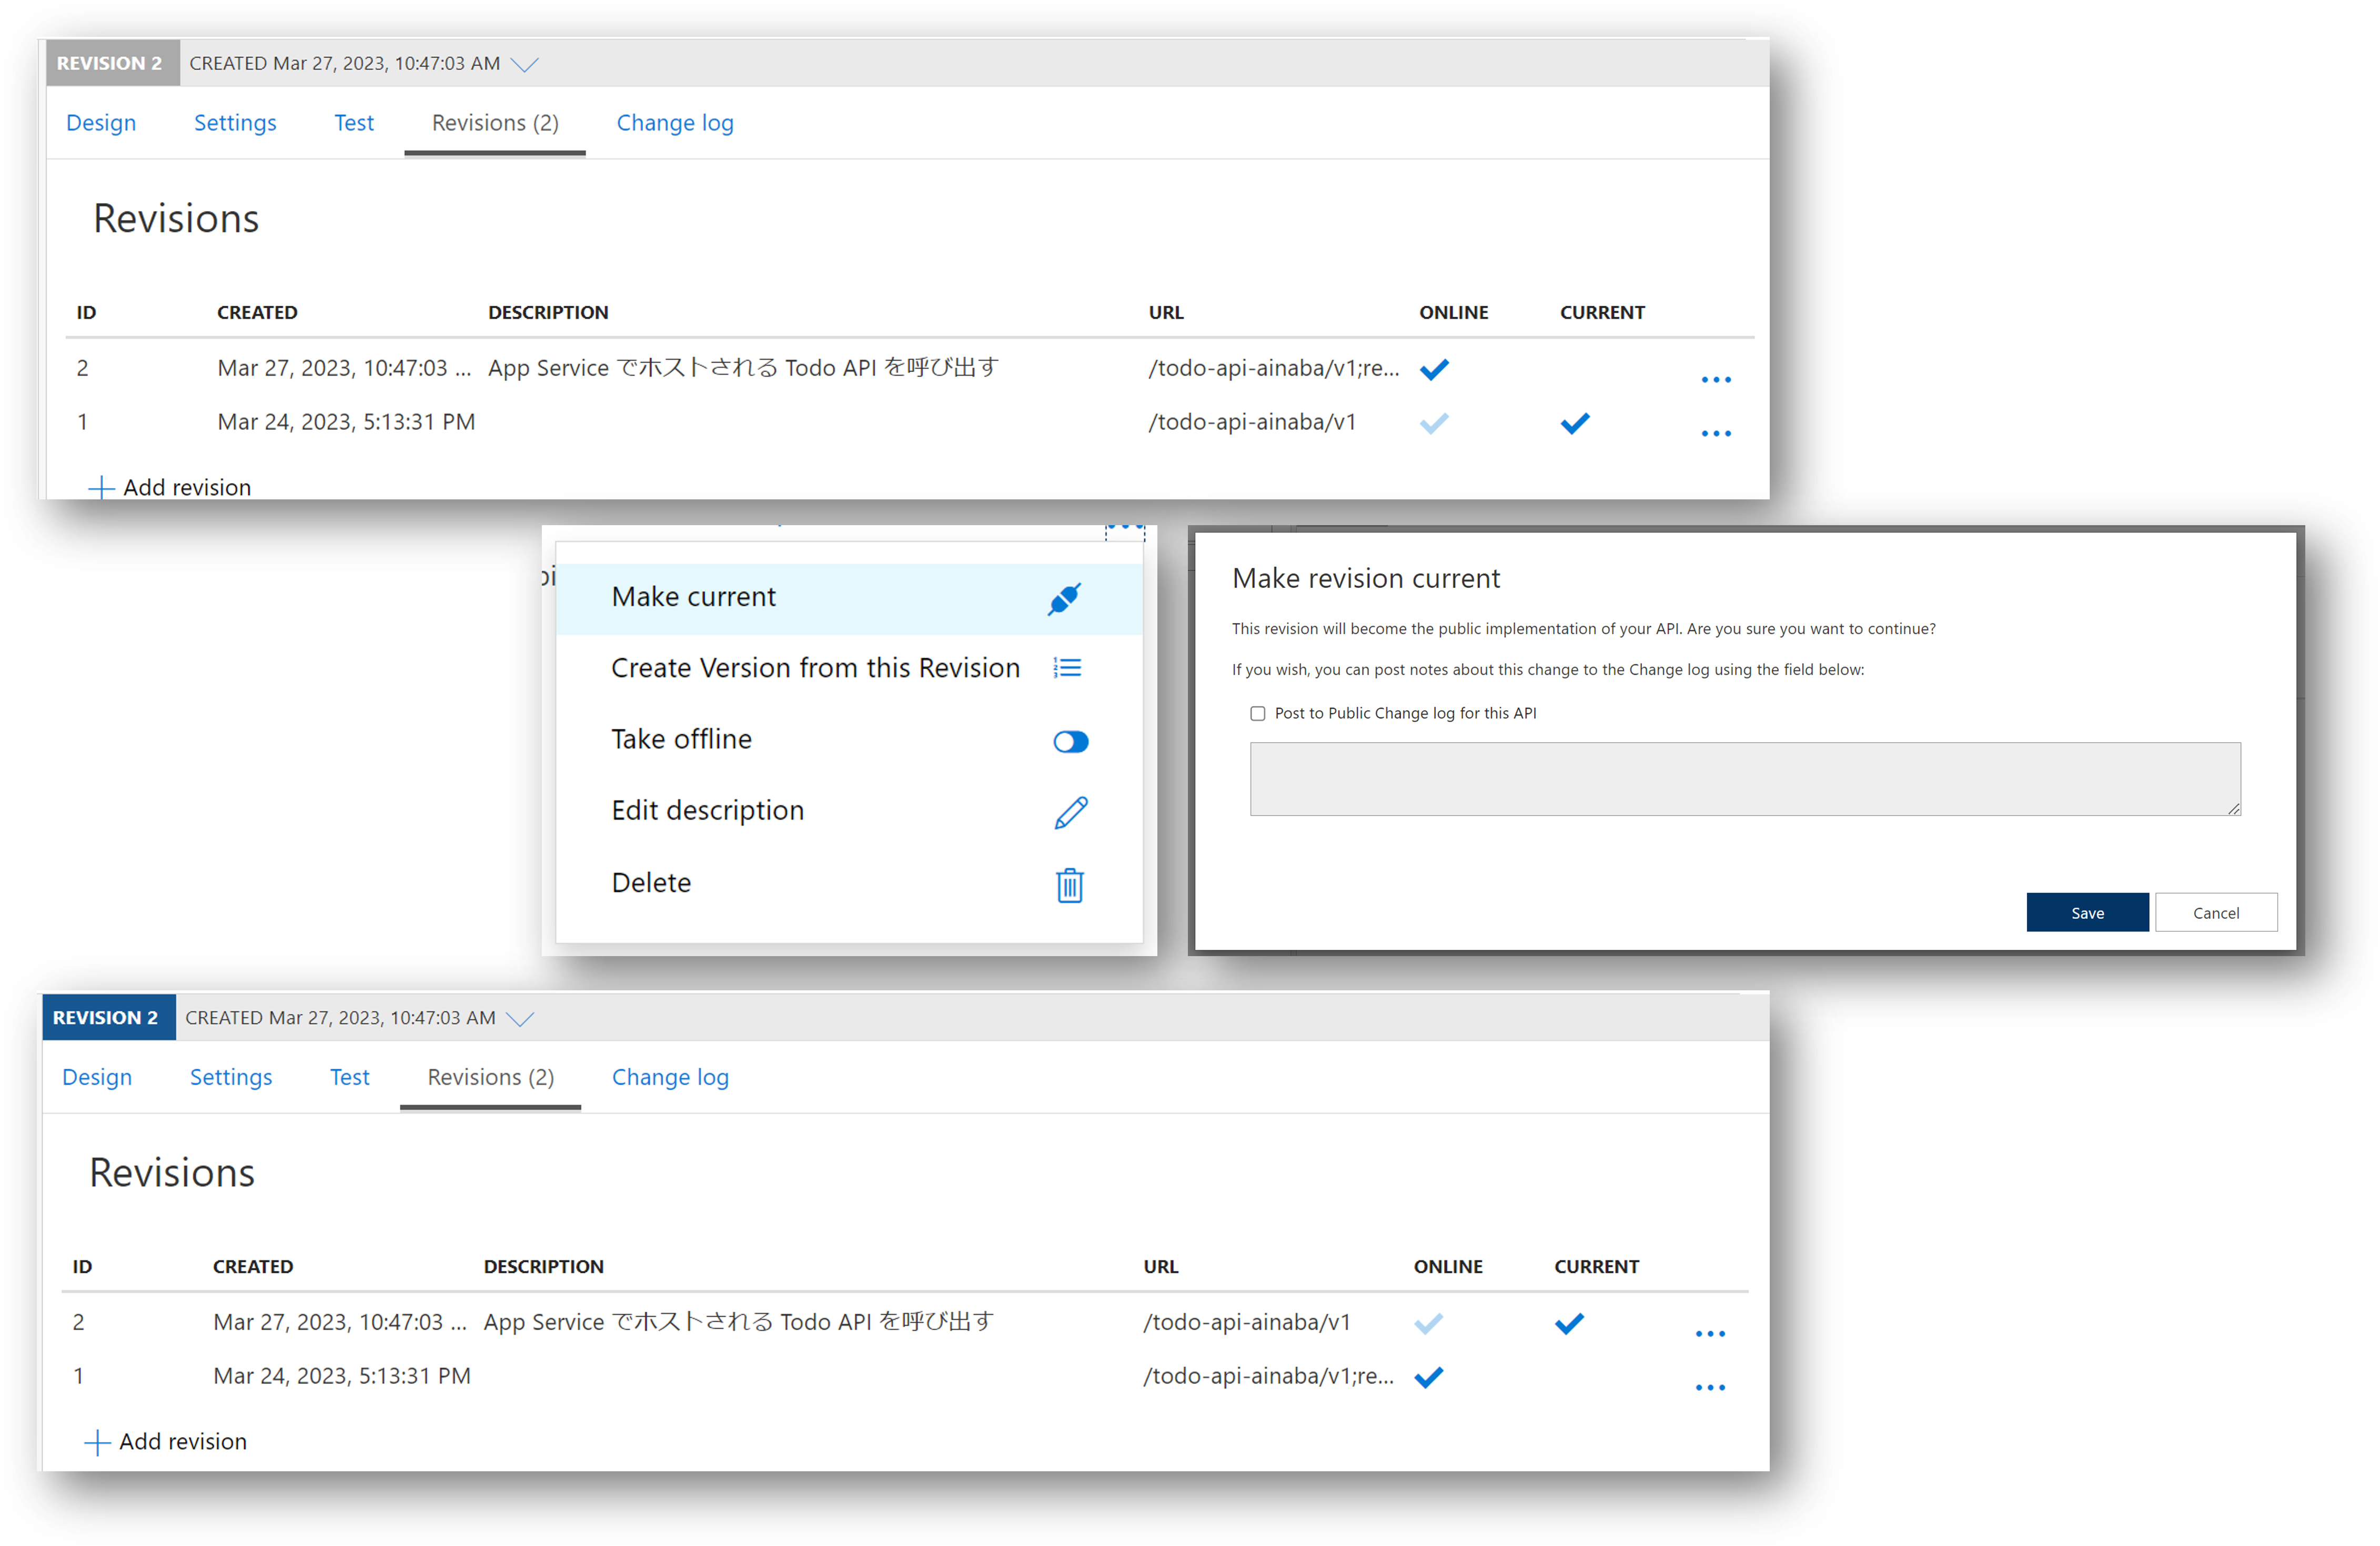 REVISION 2 CREATED Mar 27, 2023, 10:47:03 AM
Design Settings Test Revisions (2) Change log
Revisions
ID CREATED DESCRIPTION URL ONLINE CURRENT
2 Mar 27, 2023, 10:47:03 ... App Service でホストされる Todo API を呼び出す /todo-api-ainaba/v1;re...
1 Mar 24, 2023, 5:13:31 PM /todo-api-ainaba/v1
Add revision
Make current
Create Version from this Revision
Take offline
Edit description
Delete
Make revision current
This revision will become the public implementation of your API. Are you sure you want to continue?
If you wish, you can post notes about this change to the Change log using the field below:
Post to Public Change log for this API
Save Cancel
REVISION 2 CREATED Mar 27, 2023, 10:47:03 AM
Design Settings Test Revisions (2) Change log
Revisions
ID CREATED DESCRIPTION URL ONLINE CURRENT
2 Mar 27, 2023, 10:47:03 ... App Service でホストされる Todo API を呼び出す /todo-api-ainaba/v1
1 Mar 24, 2023, 5:13:31 PM /todo-api-ainaba/v1;re...
Add revision